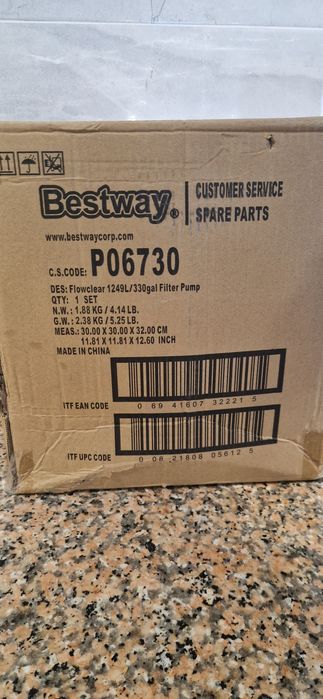 Bestway® CUSTOMER SERVICE
SPARE PARTS
www.bestwaycorp.com
C.S.CODE: P06730
DES: Flowclear 1249L/330gal Filter Pump
QTY: 1 SET
N.W.: 1.88 KG / 4.14 LB.
G.W.: 2.38 KG / 5.25 LB.
MEAS.: 30.00 X 30.00 X 32.00 CM
11.81 X 11.81 X 12.60 INCH
MADE IN CHINA
ITF EAN CODE 0 69 41607 32221 5
ITF UPC CODE 0 08 21808 05612 5